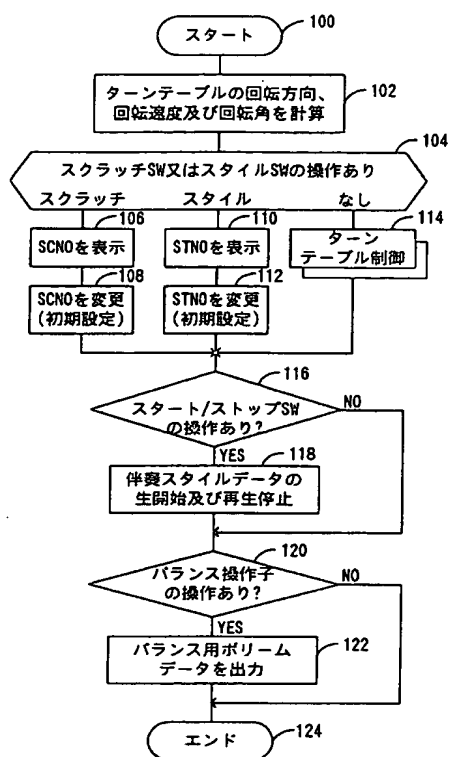 スタート
100
ターンテーブルの回転方向、
回転速度及び回転角を計算
102
104
スクラッチSW又はスタイルSWの操作あり
スクラッチ スタイル なし
106
110
114
SCNOを表示
STNOを表示
ターン
テーブル制御
108
112
SCNOを変更
(初期設定)
STNOを変更
(初期設定)
116
スタート/ストップSW
の操作あり?
NO
YES
118
伴奏スタイルデータの
生開始及び再生停止
120
バランス操作子
の操作あり?
NO
YES
122
バランス用ボリーム
データを出力
エンド
124